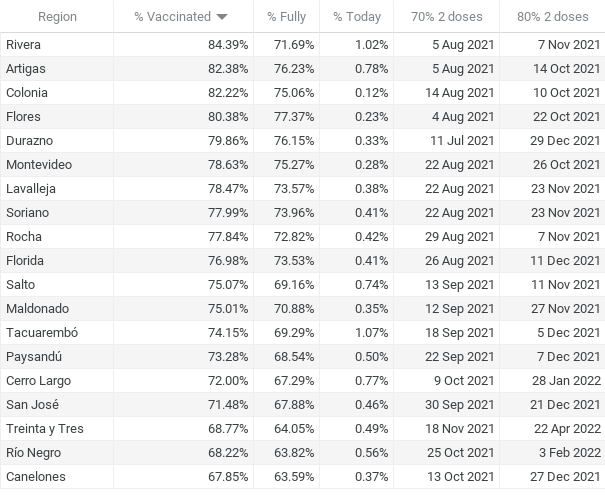 Region % Vaccinated % Fully % Today 70% 2 doses 80% 2 doses
Rivera 84.39% 71.69% 1.02% 5 Aug 2021 7 Nov 2021
Artigas 82.38% 76.23% 0.78% 5 Aug 2021 14 Oct 2021
Colonia 82.22% 75.06% 0.12% 14 Aug 2021 10 Oct 2021
Flores 80.38% 77.37% 0.23% 4 Aug 2021 22 Oct 2021
Durazno 79.86% 76.15% 0.33% 11 Jul 2021 29 Dec 2021
Montevideo 78.63% 75.27% 0.28% 22 Aug 2021 26 Oct 2021
Lavalleja 78.47% 73.57% 0.38% 22 Aug 2021 23 Nov 2021
Soriano 77.99% 73.96% 0.41% 22 Aug 2021 23 Nov 2021
Rocha 77.84% 72.82% 0.42% 29 Aug 2021 7 Nov 2021
Florida 76.98% 73.53% 0.41% 26 Aug 2021 11 Dec 2021
Salto 75.07% 69.16% 0.74% 13 Sep 2021 11 Nov 2021
Maldonado 75.01% 70.88% 0.35% 12 Sep 2021 27 Nov 2021
Tacuarembó 74.15% 69.29% 1.07% 18 Sep 2021 5 Dec 2021
Paysandú 73.28% 68.54% 0.50% 22 Sep 2021 7 Dec 2021
Cerro Largo 72.00% 67.29% 0.77% 9 Oct 2021 28 Jan 2022
San José 71.48% 67.88% 0.46% 30 Sep 2021 21 Dec 2021
Treinta y Tres 68.77% 64.05% 0.49% 18 Nov 2021 22 Apr 2022
Río Negro 68.22% 63.82% 0.56% 25 Oct 2021 3 Feb 2022
Canelones 67.85% 63.59% 0.37% 13 Oct 2021 27 Dec 2021